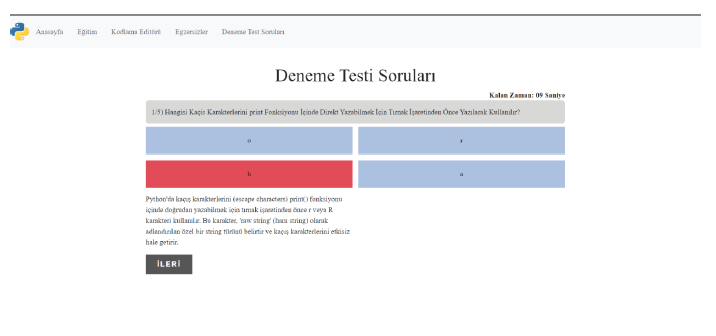 Anasayfa Eğitim Kodlama Editörü Egzersizler Deneme Test Soruları
Deneme Testi Soruları
Kalan Zaman: 09 Saniye
1/5) Hangisi Kaçis Karakterlerini print Fonksiyonu İçinde Direkt Yazabilmek İçin Tırnak İşaretinden Önce Yazılarak Kullanılır?
o r
b n
Python'da kaçış karakterlerini (escape characters) print() fonksiyonu
içinde doğrudan yazabilmek için tırnak işaretinden önce r veya R
karakteri kullanılır. Bu karakter, 'raw string' (ham string) olarak
adlandırılan özel bir string türünü belirtir ve kaçış karakterlerini etkisiz
hale getirir.
İLERİ